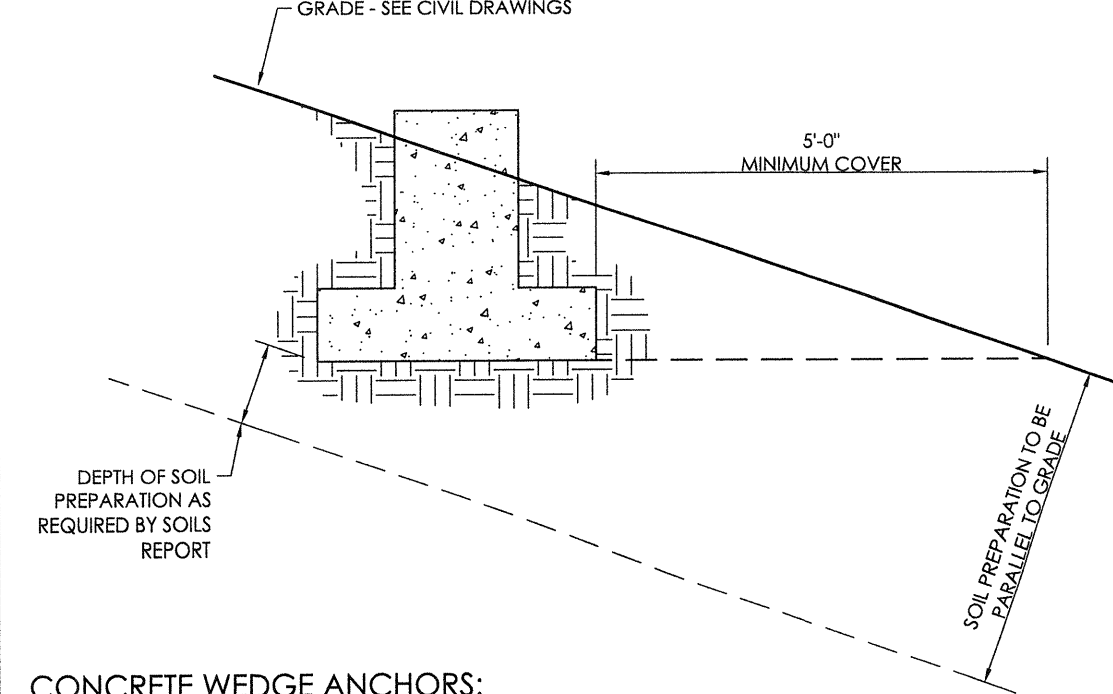 GRADE - SEE CIVIL DRAWINGS
5'-0"
MINIMUM COVER
DEPTH OF SOIL
PREPARATION AS
REQUIRED BY SOILS
REPORT
SOIL PREPARATION TO BE
PARALLEL TO GRADE
CONCRETE WEDGE ANCHORS: